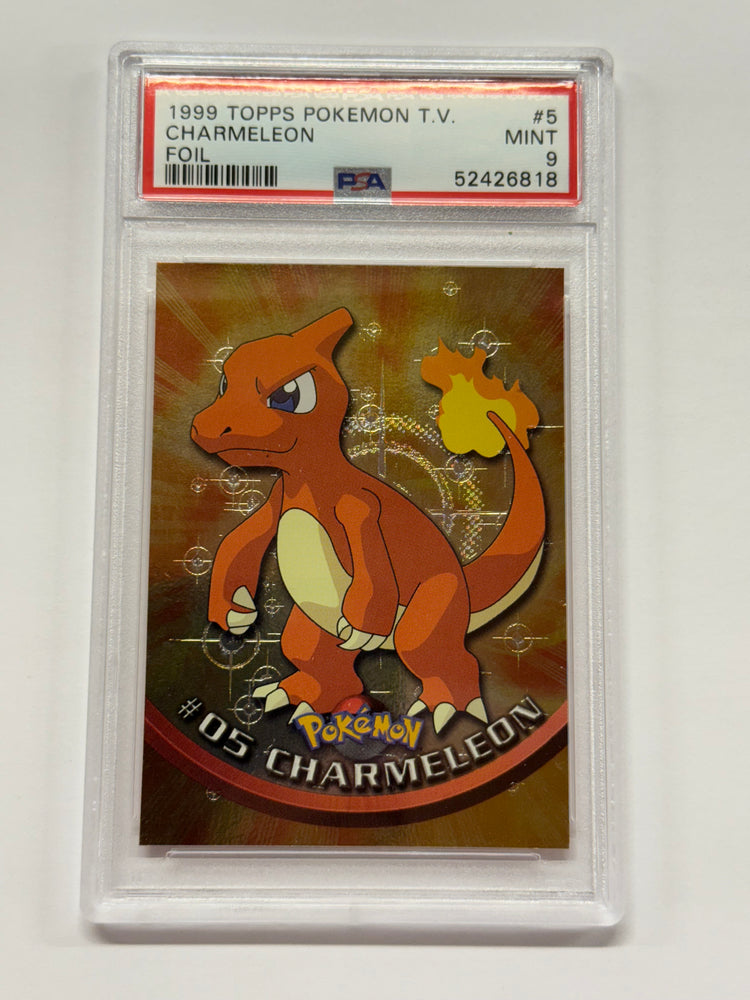 1999 TOPPS POKEMON T.V. #5
CHARMELEON MINT
FOIL 9
PSA 52426818
POKéMON
#05 CHARMELEON